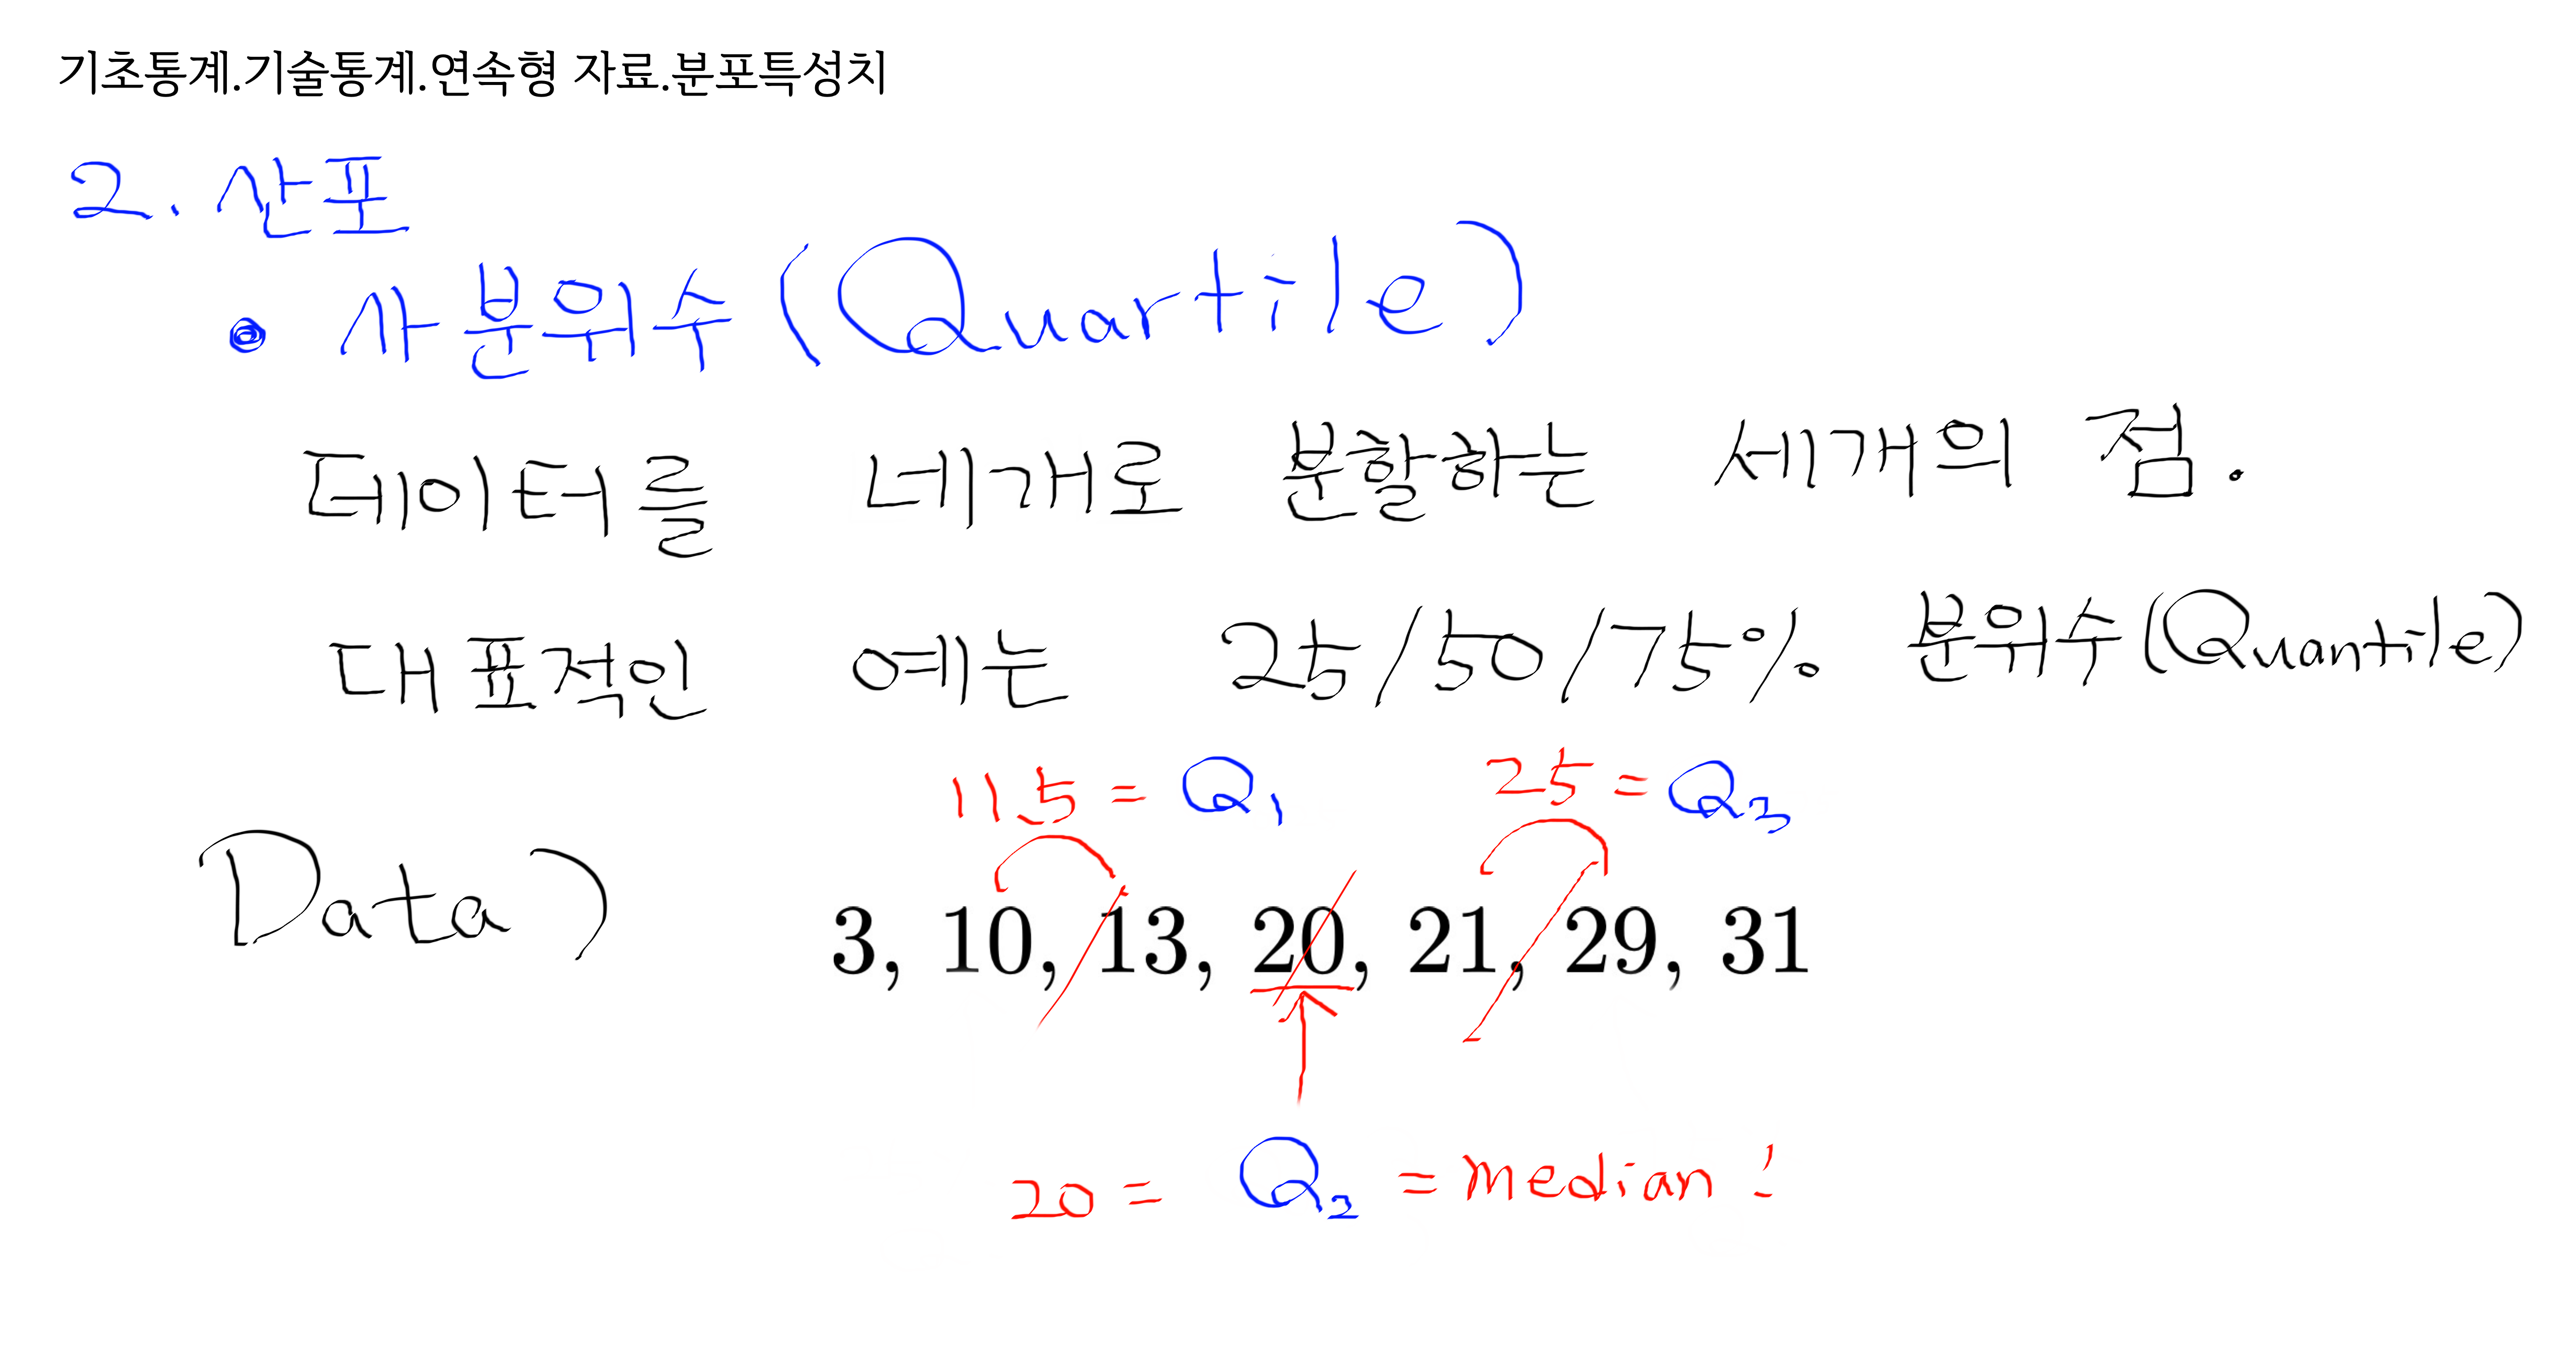 기초통계.기술통계.연속형 자료.분포특성치
2. 산포
• 사분위수(Quartile)
데이터를 네개로 분할하는 세개의 점.
대표적인 예는 25/50/75% 분위수(Quantile)
11.5 = Q₁ 25 = Q₃
Data) 3, 10, 13, 20, 21, 29, 31
20 = Q₂ = median !